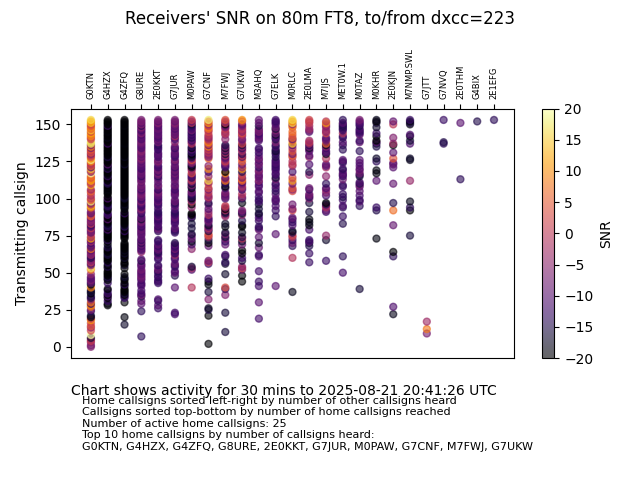 Receivers' SNR on 80m FT8, to/from dxcc=223
G0KTN G4HZX G4ZFQ G8URE 2E0KKT G7JUR M0PAW G7CNF M7FWJ G7UKW M3AHQ G7ELK M0RLC 2E0LMA M7IJS MET0W.1 M0TAZ M0KHR 2E0KJN M7NMP.SWL G7JTT G7NVQ 2E0THM G4BIX 2E1EFG
Transmitting callsign
150
125
100
75
50
25
0
20
15
10
5
0
−5
−10
−15
−20
SNR
Chart shows activity for 30 mins to 2025-08-21 20:41:26 UTC
Home callsigns sorted left-right by number of other callsigns heard
Callsigns sorted top-bottom by number of home callsigns reached
Number of active home callsigns: 25
Top 10 home callsigns by number of callsigns heard:
G0KTN, G4HZX, G4ZFQ, G8URE, 2E0KKT, G7JUR, M0PAW, G7CNF, M7FWJ, G7UKW